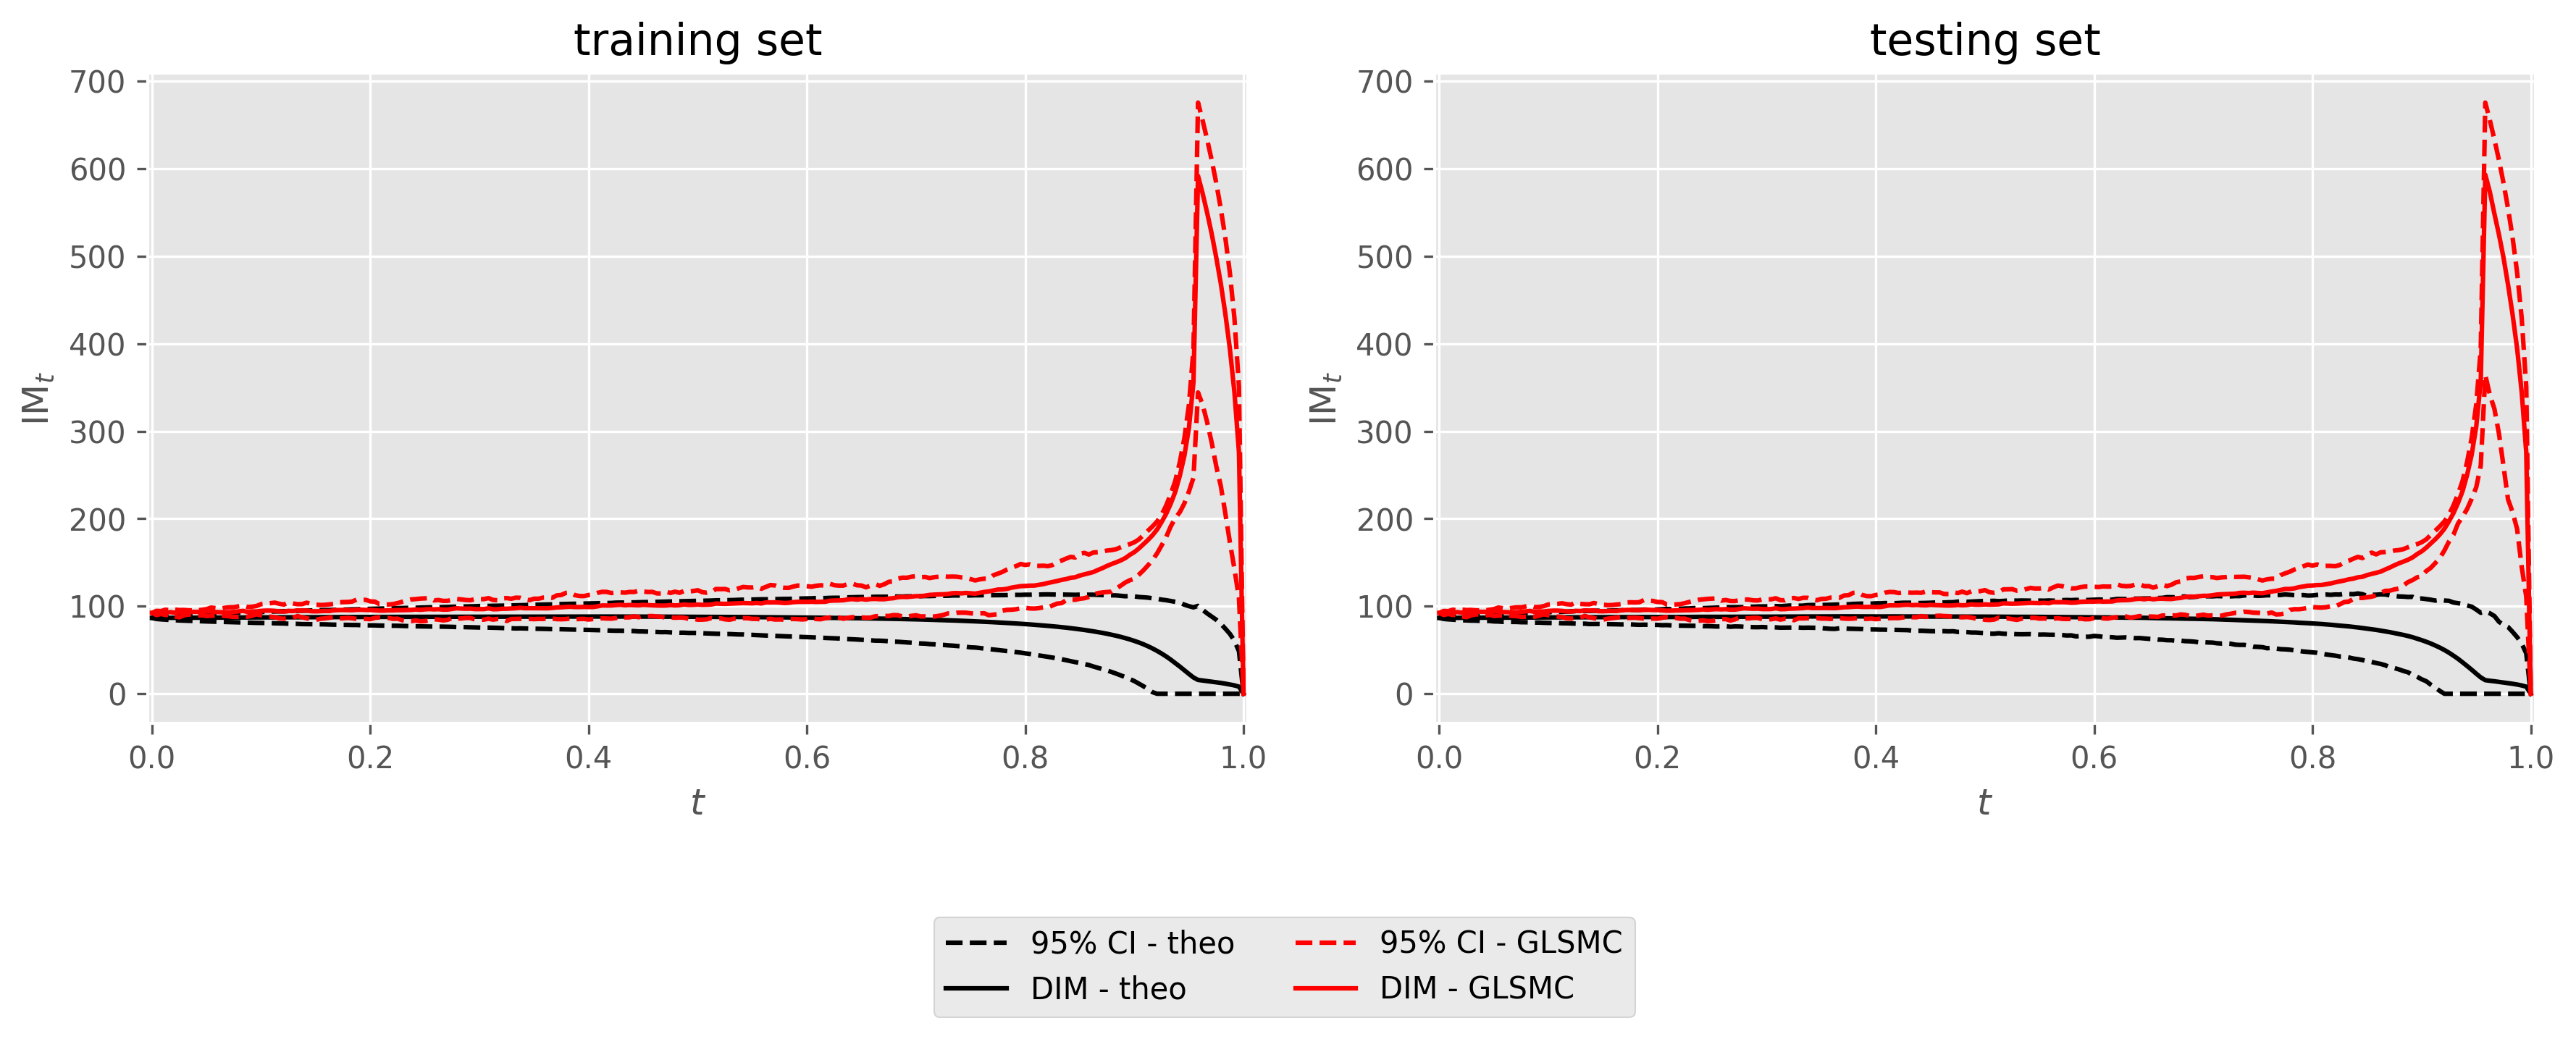 training set
testing set
700
600
500
400
300
200
100
0
IM_t
0.0 0.2 0.4 0.6 0.8 1.0
t
700
600
500
400
300
200
100
0
IM_t
0.0 0.2 0.4 0.6 0.8 1.0
t
95% CI - theo
DIM - theo
95% CI - GLSMC
DIM - GLSMC